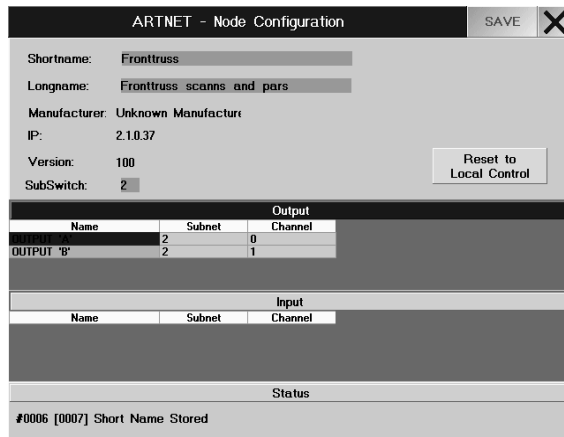 ARTNET - Node Configuration SAVE
Shortname: Fronttruss
Longname: Fronttruss scanns and pars
Manufacturer: Unknown Manufacture
IP: 2.1.0.37
Version: 100
Reset to
Local Control
SubSwitch: 2
Output
Name Subnet Channel
OUTPUT 'A' 2 0
OUTPUT 'B' 2 1
Input
Name Subnet Channel
Status
#0006 [0007] Short Name Stored